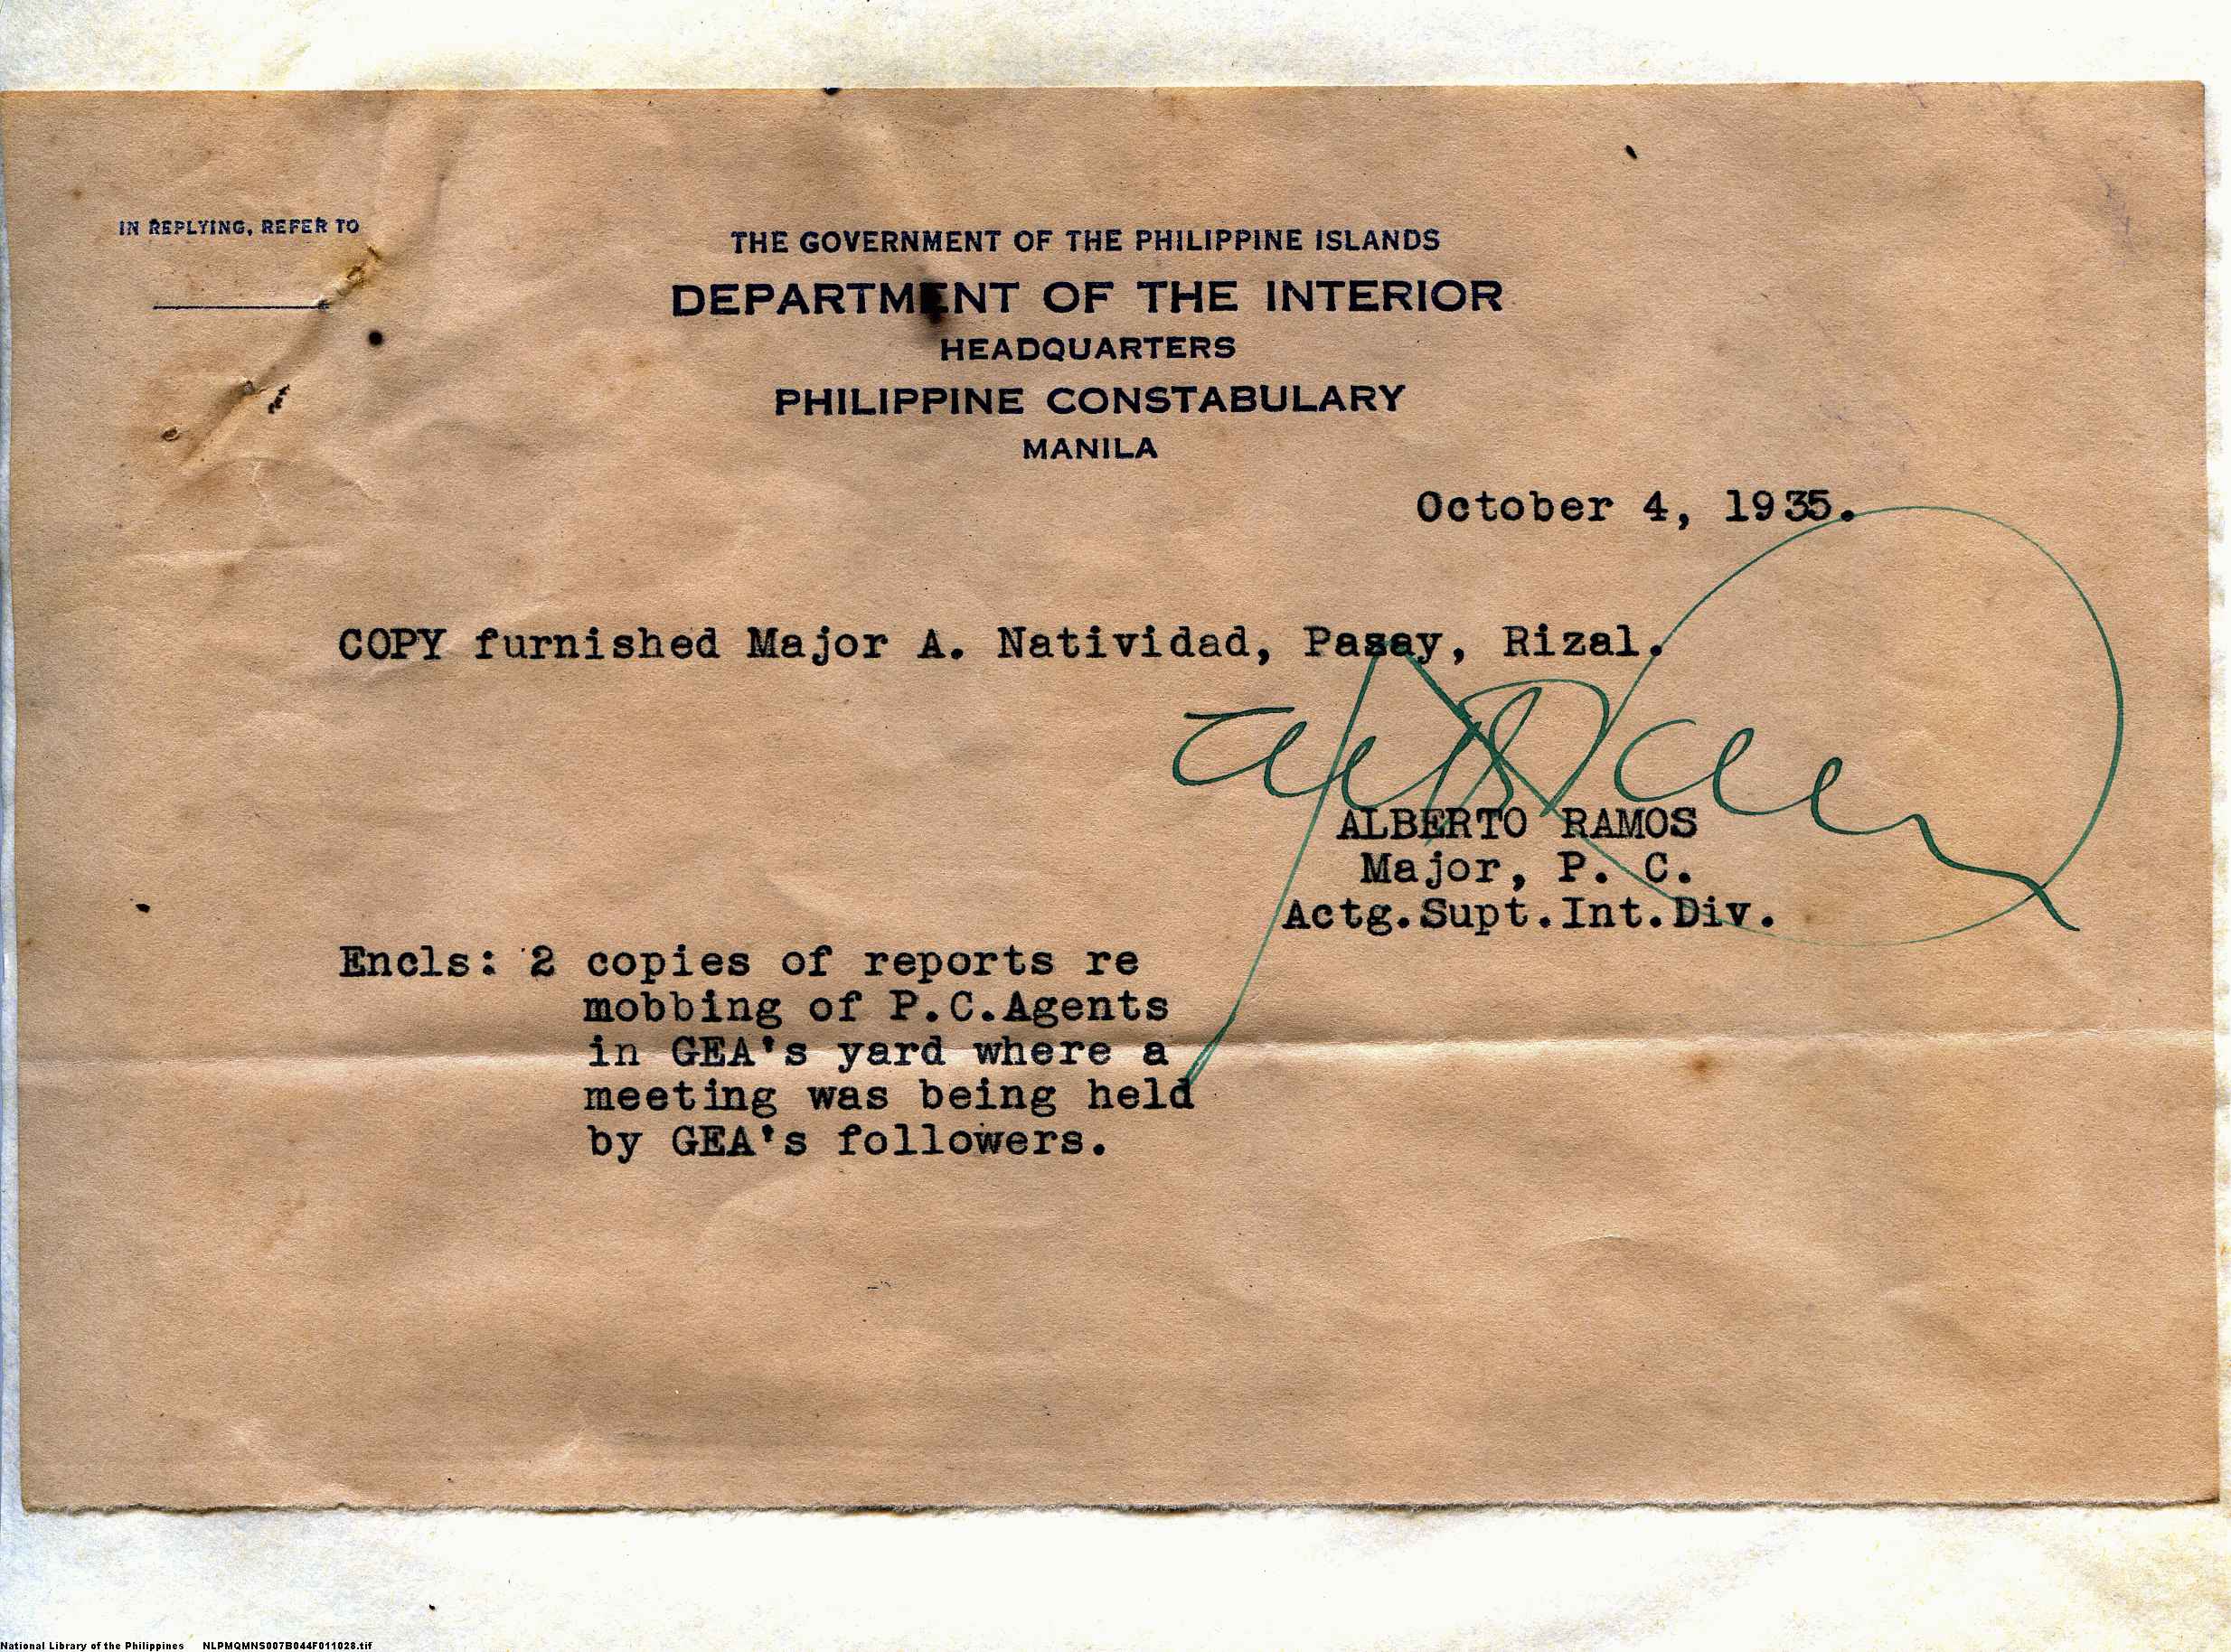 IN REPLYING, REFER TO
THE GOVERNMENT OF THE PHILIPPINE ISLANDS
DEPARTMENT OF THE INTERIOR
HEADQUARTERS
PHILIPPINE CONSTABULARY
MANILA
October 4, 1935.
COPY furnished Major A. Natividad, Pasay, Rizal.
ALBERTO RAMOS
Major, P. C.
Actg.Supt.Int.Div.
Encls: 2 copies of reports re
mobbing of P.C.Agents
in GEA's yard where a
meeting was being held
by GEA's followers.
National Library of the Philippines NLPMQMNS007B044F011028.tif